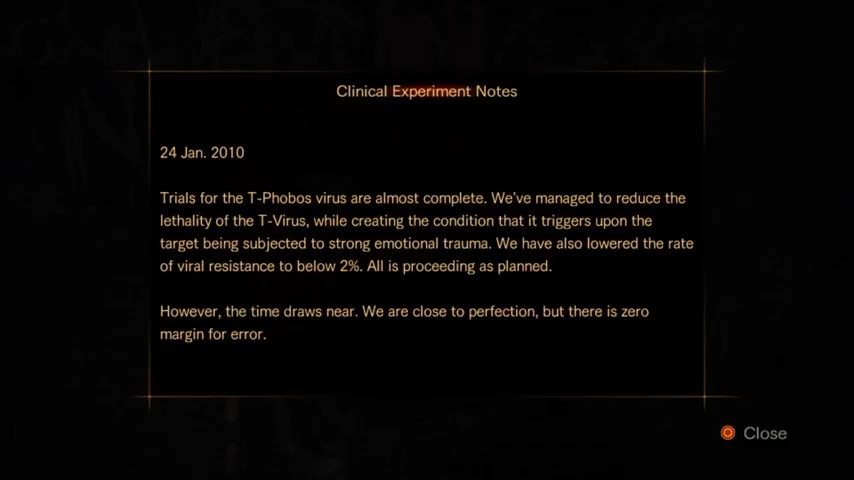 Clinical Experiment Notes
24 Jan. 2010
Trials for the T-Phobos virus are almost complete. We've managed to reduce the
lethality of the T-Virus, while creating the condition that it triggers upon the
target being subjected to strong emotional trauma. We have also lowered the rate
of viral resistance to below 2%. All is proceeding as planned.
However, the time draws near. We are close to perfection, but there is zero
margin for error.
Close